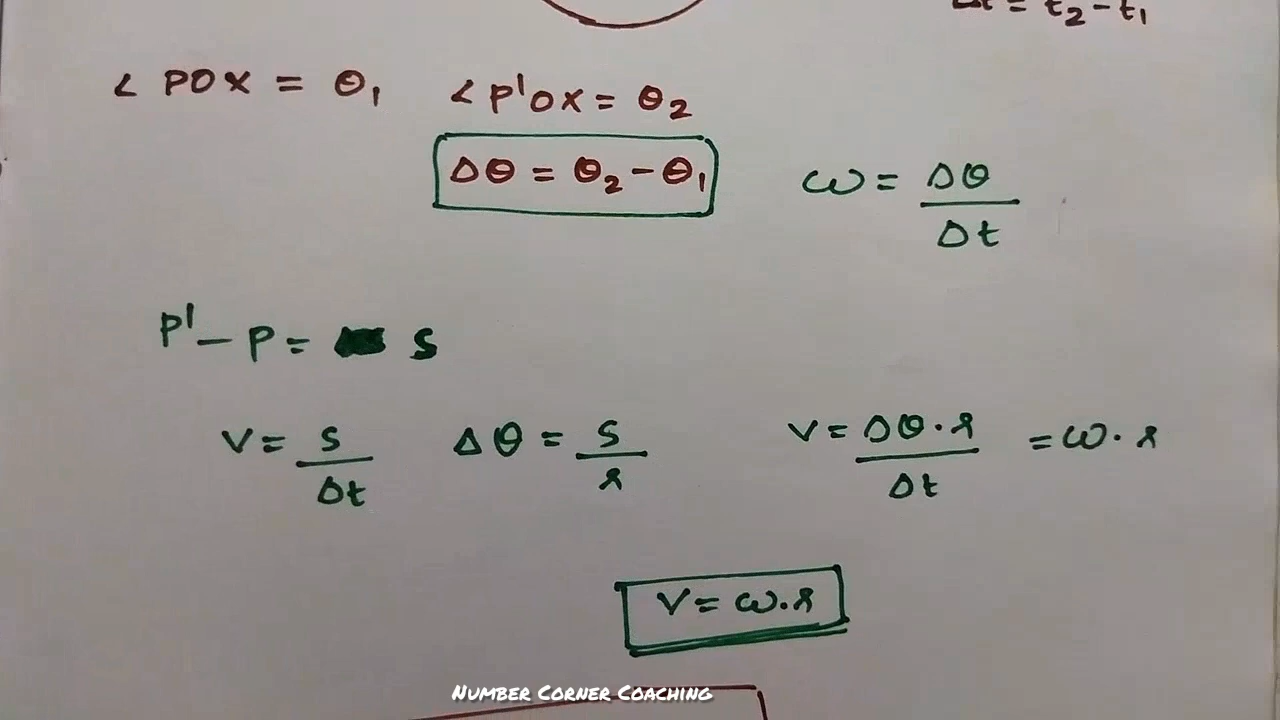 Δt = t₂ - t₁
∠ POX = θ₁ ∠ P'OX = θ₂
Δθ = θ₂ - θ₁
ω = Δθ / Δt
P' - P = S
V = S / Δt Δθ = S / r V = Δθ · r / Δt = ω · r
V = ω · r
NUMBER CORNER COACHING